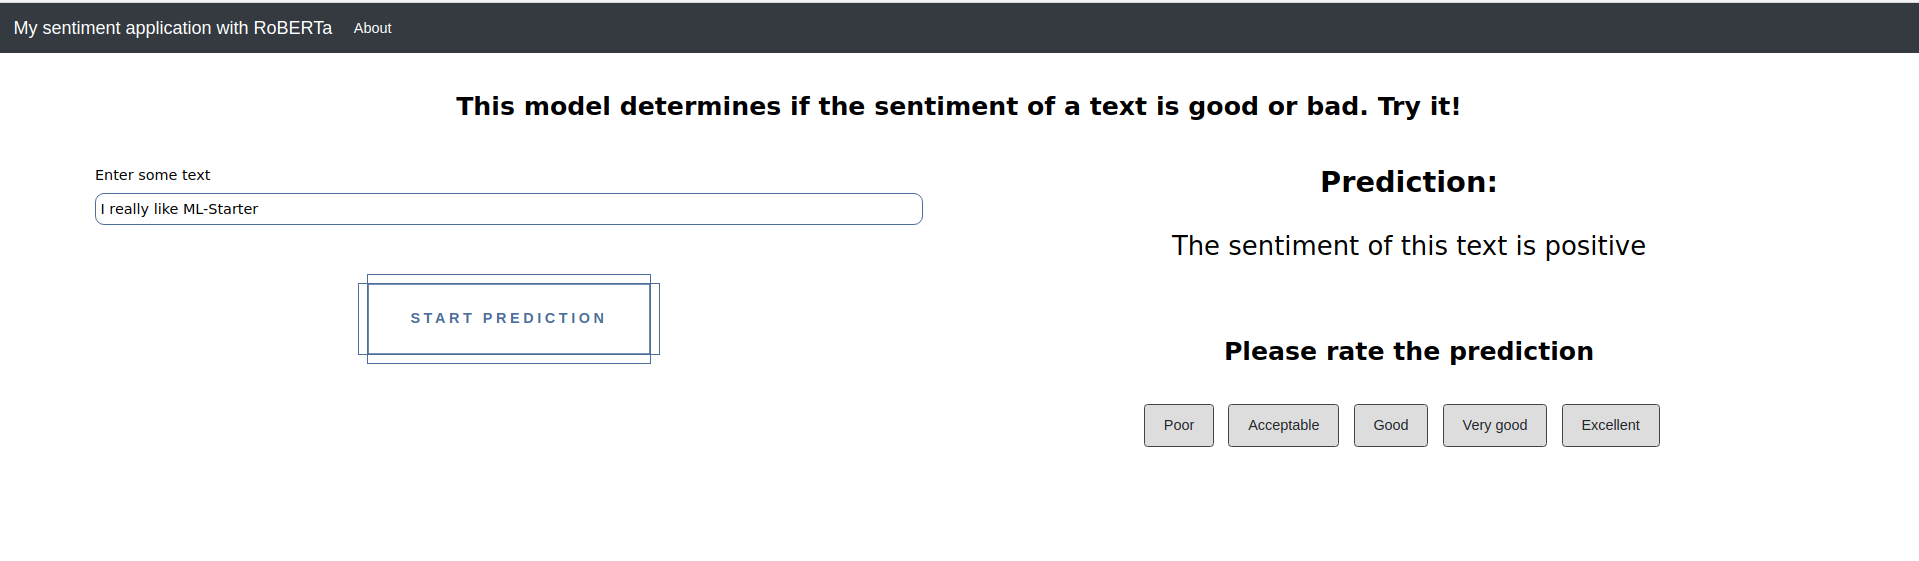 My sentiment application with RoBERTa About
This model determines if the sentiment of a text is good or bad. Try it!
Enter some text
I really like ML-Starter
START PREDICTION
Prediction:
The sentiment of this text is positive
Please rate the prediction
Poor Acceptable Good Very good Excellent